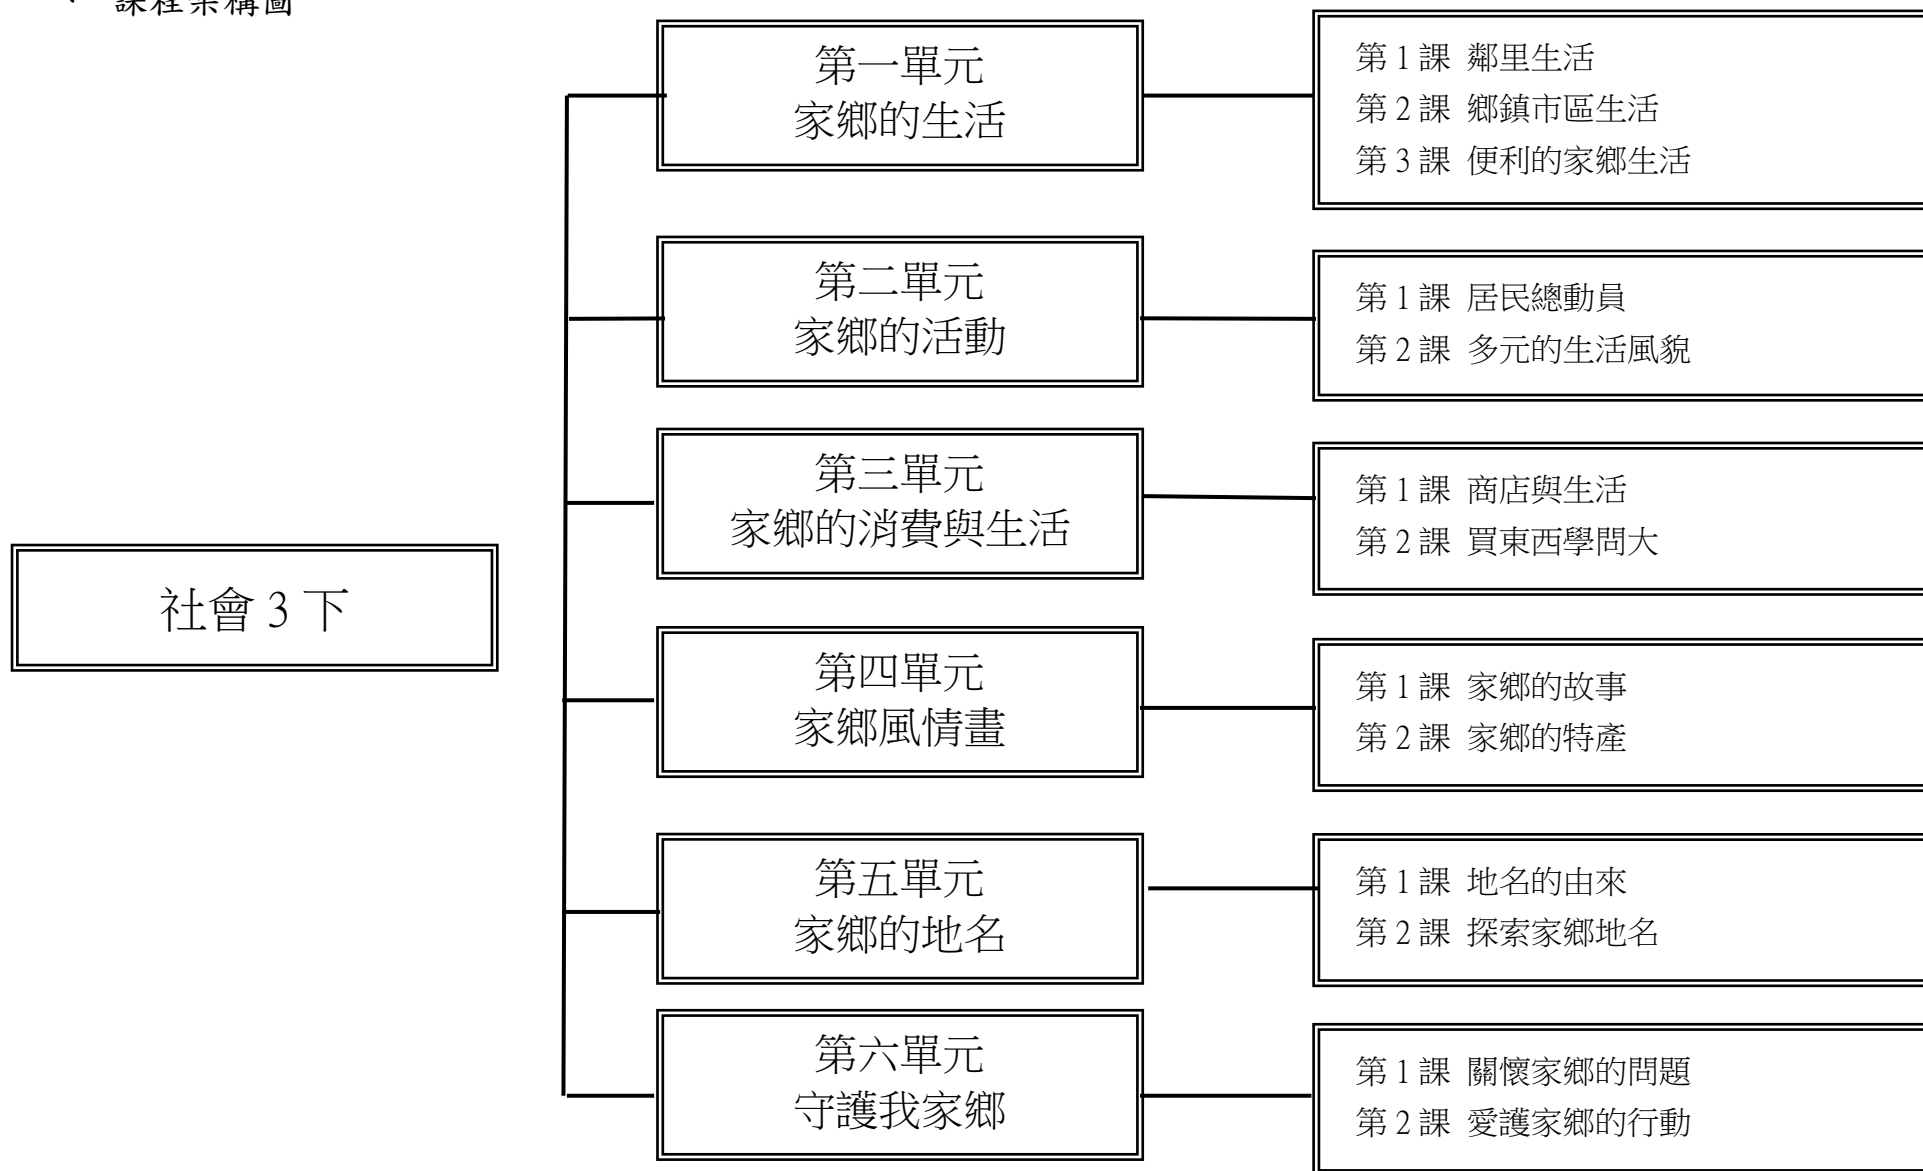 課程架構圖
社會 3 下
第一單元
家鄉的生活
第 1 課 鄰里生活
第 2 課 鄉鎮市區生活
第 3 課 便利的家鄉生活
第二單元
家鄉的活動
第 1 課 居民總動員
第 2 課 多元的生活風貌
第三單元
家鄉的消費與生活
第 1 課 商店與生活
第 2 課 買東西學問大
第四單元
家鄉風情畫
第 1 課 家鄉的故事
第 2 課 家鄉的特產
第五單元
家鄉的地名
第 1 課 地名的由來
第 2 課 探索家鄉地名
第六單元
守護我家鄉
第 1 課 關懷家鄉的問題
第 2 課 愛護家鄉的行動